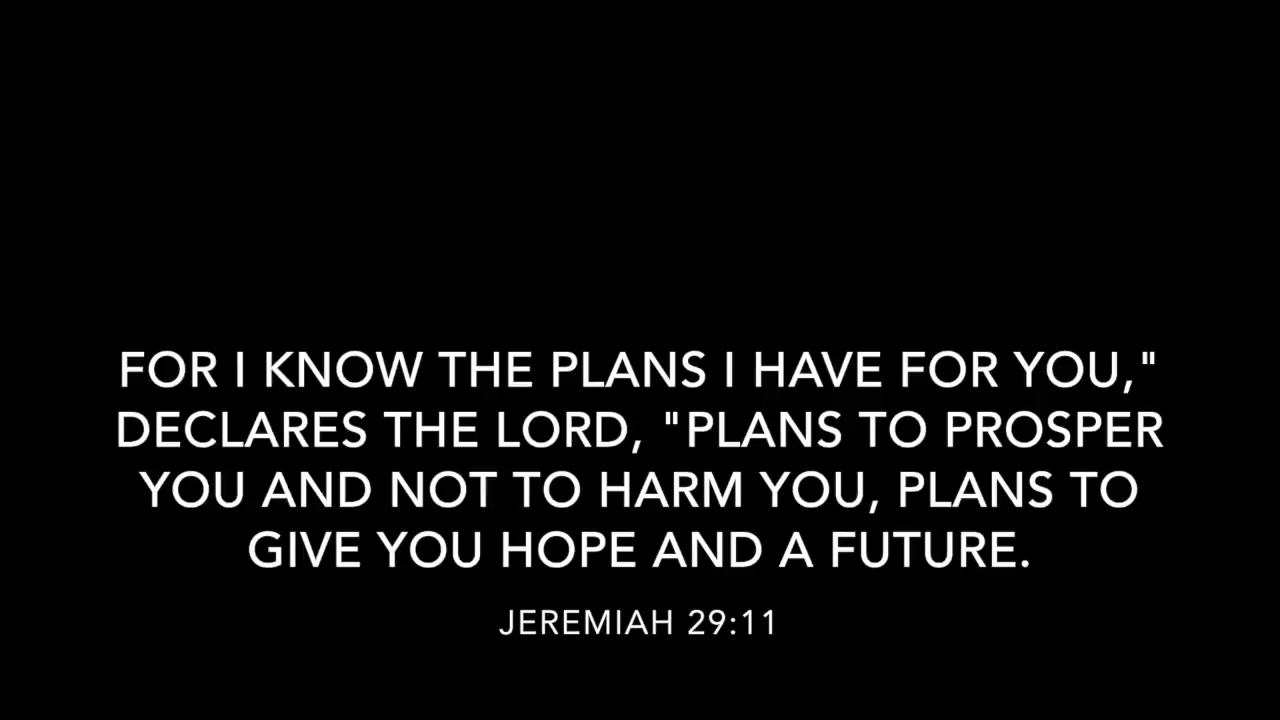 FOR I KNOW THE PLANS I HAVE FOR YOU,"
DECLARES THE LORD, "PLANS TO PROSPER
YOU AND NOT TO HARM YOU, PLANS TO
GIVE YOU HOPE AND A FUTURE.
JEREMIAH 29:11